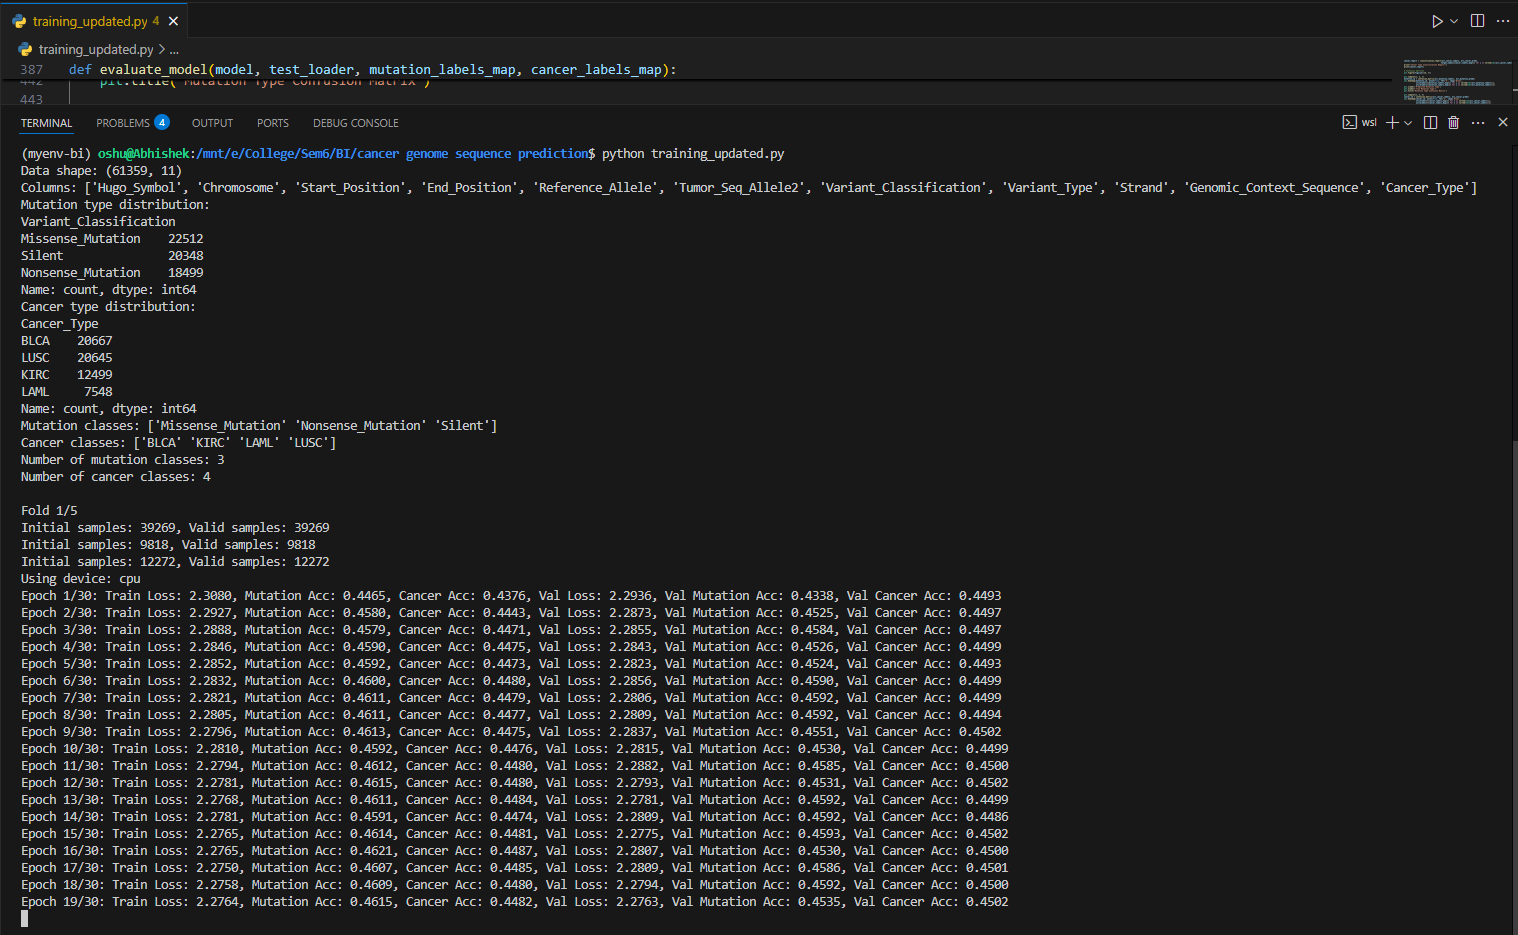 training_updated.py 4
training_updated.py > ...
387 def evaluate_model(model, test_loader, mutation_labels_map, cancer_labels_map):
442 plt.title('Mutation Type Confusion Matrix')
443
TERMINAL PROBLEMS 4 OUTPUT PORTS DEBUG CONSOLE wsl
(myenv-bi) oshu@Abhishek:/mnt/e/College/Sem6/BI/cancer genome sequence prediction$ python training_updated.py
Data shape: (61359, 11)
Columns: ['Hugo_Symbol', 'Chromosome', 'Start_Position', 'End_Position', 'Reference_Allele', 'Tumor_Seq_Allele2', 'Variant_Classification', 'Variant_Type', 'Strand', 'Genomic_Context_Sequence', 'Cancer_Type']
Mutation type distribution:
Variant_Classification
Missense_Mutation 22512
Silent 20348
Nonsense_Mutation 18499
Name: count, dtype: int64
Cancer type distribution:
Cancer_Type
BLCA 20667
LUSC 20645
KIRC 12499
LAML 7548
Name: count, dtype: int64
Mutation classes: ['Missense_Mutation' 'Nonsense_Mutation' 'Silent']
Cancer classes: ['BLCA' 'KIRC' 'LAML' 'LUSC']
Number of mutation classes: 3
Number of cancer classes: 4
Fold 1/5
Initial samples: 39269, Valid samples: 39269
Initial samples: 9818, Valid samples: 9818
Initial samples: 12272, Valid samples: 12272
Using device: cpu
Epoch 1/30: Train Loss: 2.3080, Mutation Acc: 0.4465, Cancer Acc: 0.4376, Val Loss: 2.2936, Val Mutation Acc: 0.4338, Val Cancer Acc: 0.4493
Epoch 2/30: Train Loss: 2.2927, Mutation Acc: 0.4580, Cancer Acc: 0.4443, Val Loss: 2.2873, Val Mutation Acc: 0.4525, Val Cancer Acc: 0.4497
Epoch 3/30: Train Loss: 2.2888, Mutation Acc: 0.4579, Cancer Acc: 0.4471, Val Loss: 2.2855, Val Mutation Acc: 0.4584, Val Cancer Acc: 0.4497
Epoch 4/30: Train Loss: 2.2846, Mutation Acc: 0.4590, Cancer Acc: 0.4475, Val Loss: 2.2843, Val Mutation Acc: 0.4526, Val Cancer Acc: 0.4499
Epoch 5/30: Train Loss: 2.2852, Mutation Acc: 0.4592, Cancer Acc: 0.4473, Val Loss: 2.2823, Val Mutation Acc: 0.4524, Val Cancer Acc: 0.4493
Epoch 6/30: Train Loss: 2.2832, Mutation Acc: 0.4600, Cancer Acc: 0.4480, Val Loss: 2.2856, Val Mutation Acc: 0.4590, Val Cancer Acc: 0.4499
Epoch 7/30: Train Loss: 2.2821, Mutation Acc: 0.4611, Cancer Acc: 0.4479, Val Loss: 2.2806, Val Mutation Acc: 0.4592, Val Cancer Acc: 0.4499
Epoch 8/30: Train Loss: 2.2805, Mutation Acc: 0.4611, Cancer Acc: 0.4477, Val Loss: 2.2809, Val Mutation Acc: 0.4592, Val Cancer Acc: 0.4494
Epoch 9/30: Train Loss: 2.2796, Mutation Acc: 0.4613, Cancer Acc: 0.4475, Val Loss: 2.2837, Val Mutation Acc: 0.4551, Val Cancer Acc: 0.4502
Epoch 10/30: Train Loss: 2.2810, Mutation Acc: 0.4592, Cancer Acc: 0.4476, Val Loss: 2.2815, Val Mutation Acc: 0.4530, Val Cancer Acc: 0.4499
Epoch 11/30: Train Loss: 2.2794, Mutation Acc: 0.4612, Cancer Acc: 0.4480, Val Loss: 2.2882, Val Mutation Acc: 0.4585, Val Cancer Acc: 0.4500
Epoch 12/30: Train Loss: 2.2781, Mutation Acc: 0.4615, Cancer Acc: 0.4480, Val Loss: 2.2793, Val Mutation Acc: 0.4531, Val Cancer Acc: 0.4502
Epoch 13/30: Train Loss: 2.2768, Mutation Acc: 0.4611, Cancer Acc: 0.4484, Val Loss: 2.2781, Val Mutation Acc: 0.4592, Val Cancer Acc: 0.4499
Epoch 14/30: Train Loss: 2.2781, Mutation Acc: 0.4591, Cancer Acc: 0.4474, Val Loss: 2.2809, Val Mutation Acc: 0.4592, Val Cancer Acc: 0.4486
Epoch 15/30: Train Loss: 2.2765, Mutation Acc: 0.4614, Cancer Acc: 0.4481, Val Loss: 2.2775, Val Mutation Acc: 0.4593, Val Cancer Acc: 0.4502
Epoch 16/30: Train Loss: 2.2765, Mutation Acc: 0.4621, Cancer Acc: 0.4487, Val Loss: 2.2807, Val Mutation Acc: 0.4530, Val Cancer Acc: 0.4500
Epoch 17/30: Train Loss: 2.2750, Mutation Acc: 0.4607, Cancer Acc: 0.4485, Val Loss: 2.2809, Val Mutation Acc: 0.4586, Val Cancer Acc: 0.4501
Epoch 18/30: Train Loss: 2.2758, Mutation Acc: 0.4609, Cancer Acc: 0.4480, Val Loss: 2.2794, Val Mutation Acc: 0.4592, Val Cancer Acc: 0.4500
Epoch 19/30: Train Loss: 2.2764, Mutation Acc: 0.4615, Cancer Acc: 0.4482, Val Loss: 2.2763, Val Mutation Acc: 0.4535, Val Cancer Acc: 0.4502